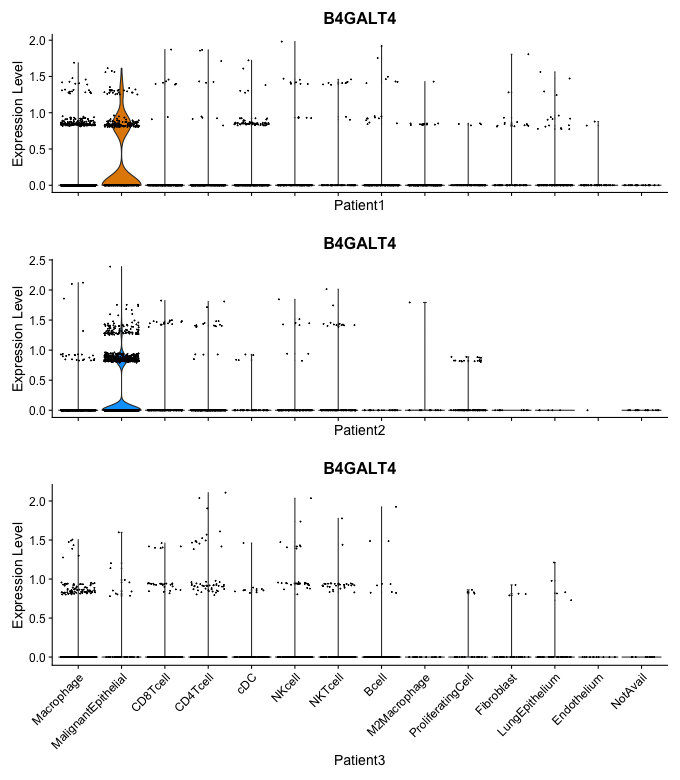 B4GALT4
Expression Level
2.0
1.5
1.0
0.5
0.0
Patient1
B4GALT4
Expression Level
2.5
2.0
1.5
1.0
0.5
0.0
Patient2
B4GALT4
Expression Level
2.0
1.5
1.0
0.5
0.0
Macrophage
MalignantEpithelial
CD8Tcell
CD4Tcell
cDC
NKcell
NKTcell
Bcell
M2Macrophage
ProliferatingCell
Fibroblast
LungEpithelium
Endothelium
NotAvail
Patient3